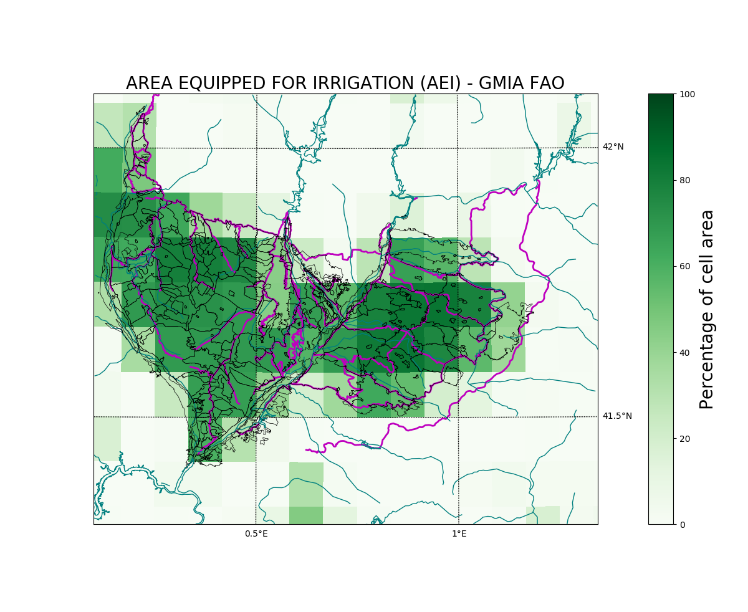 AREA EQUIPPED FOR IRRIGATION (AEI) - GMIA FAO
42°N
41.5°N
0.5°E
1°E
100
80
60
40
20
0
Percentage of cell area